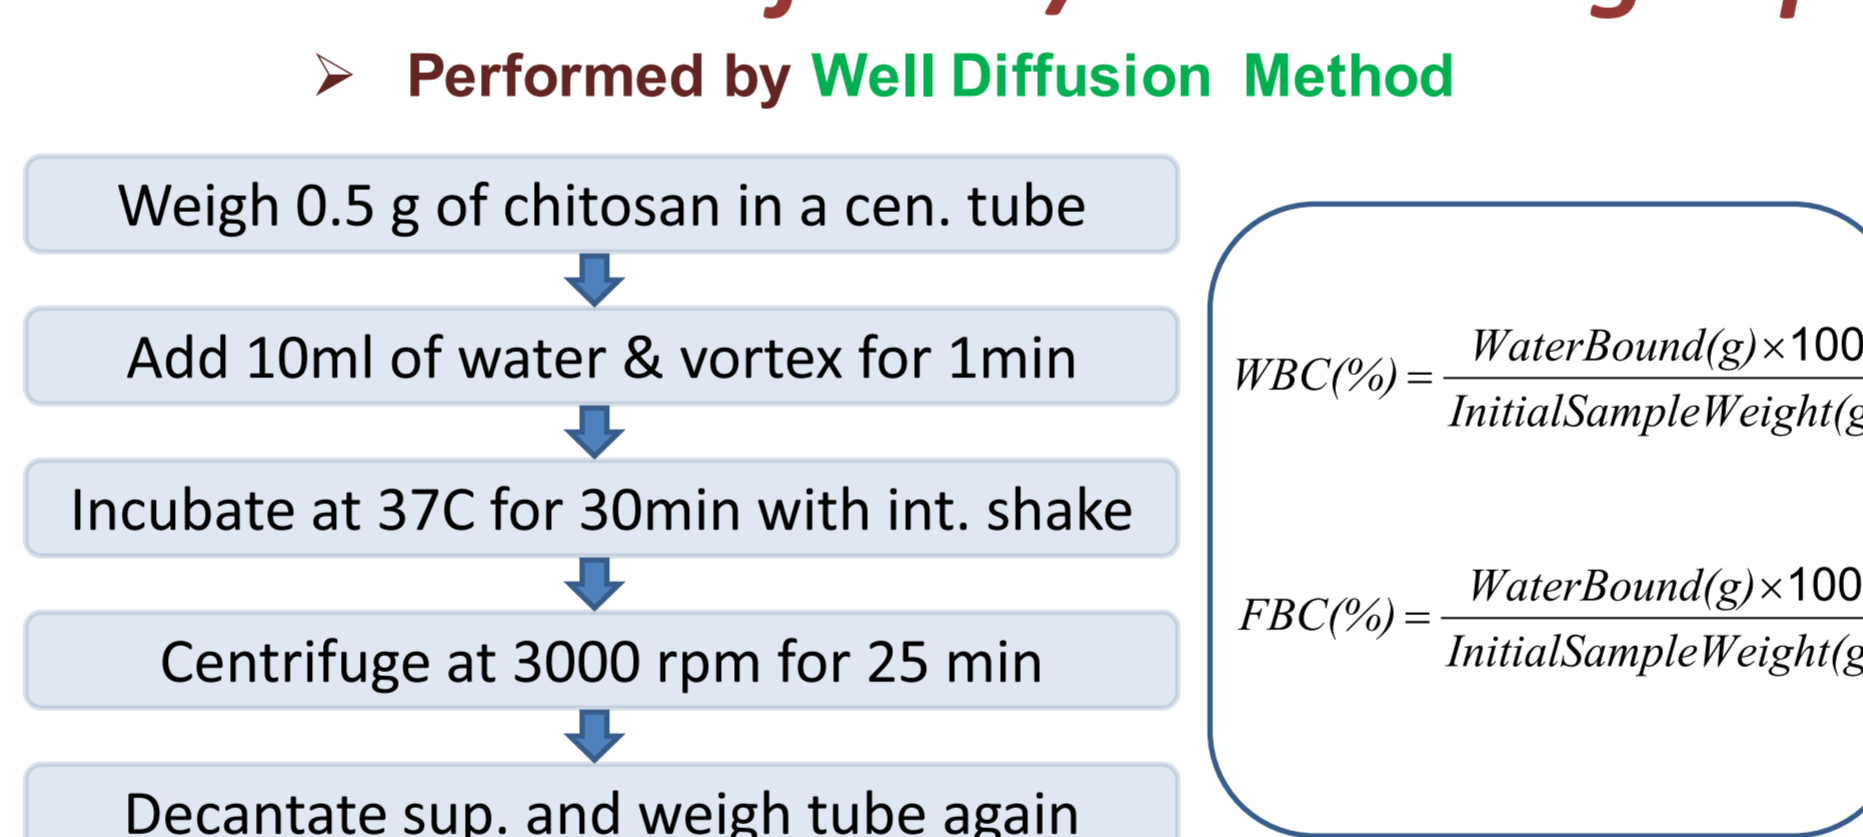 ➢ Performed by Well Diffusion Method
Weigh 0.5 g of chitosan in a cen. tube
Add 10ml of water & vortex for 1min
Incubate at 37C for 30min with int. shake
Centrifuge at 3000 rpm for 25 min
Decantate sup. and weigh tube again
WBC(%) = WaterBound(g)×100
InitialSampleWeight(g
FBC(%) = WaterBound(g)×100
InitialSampleWeight(g